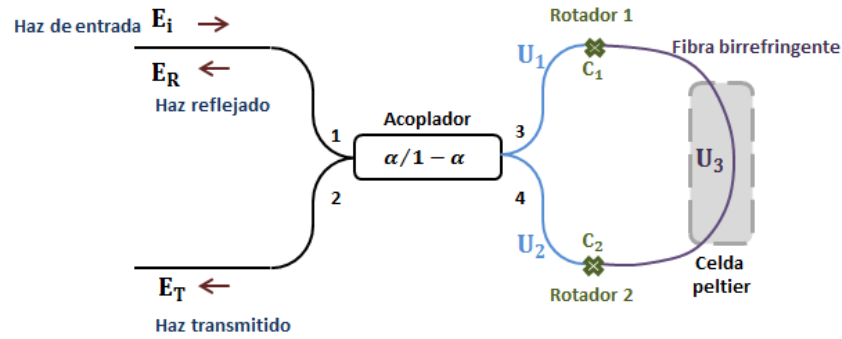 Rotador 1
Haz de entrada Eᵢ
U₁
Fibra birrefringente
C₁
E_R
Haz reflejado
Acoplador
1
3
α/1 − α
U₃
2
4
U₂
C₂
Celda
peltier
E_T
Rotador 2
Haz transmitido